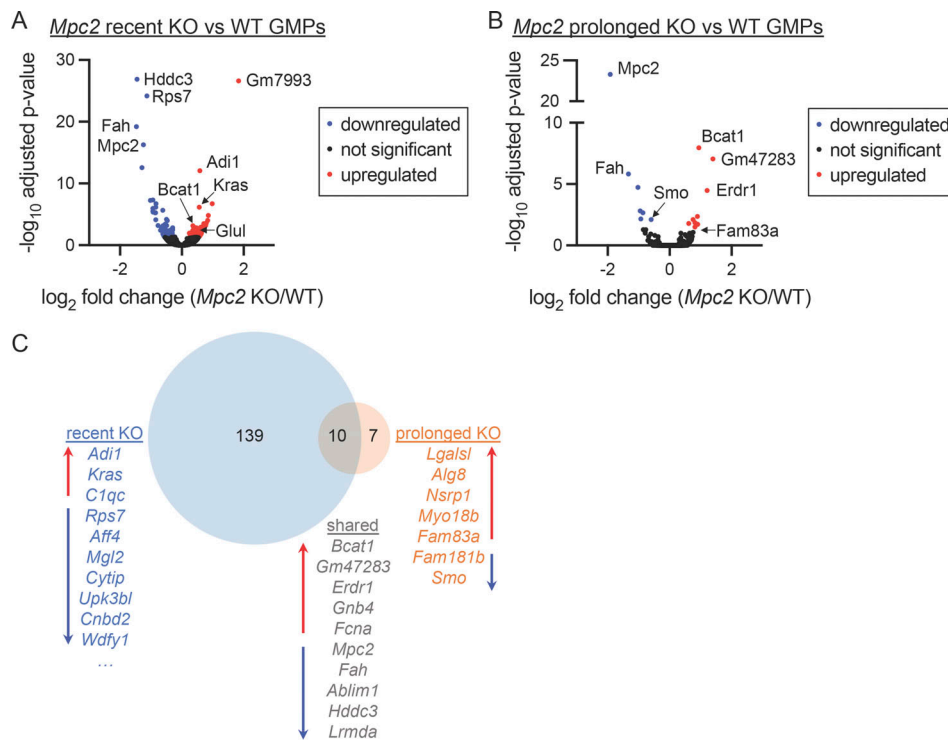 A
Mpc2 recent KO vs WT GMPs
-log10 adjusted p-value
30
20
10
0
-2
0
2
log2 fold change (Mpc2 KO/WT)
Hddc3
Rps7
Gm7993
Fah
Mpc2
Adi1
Bcat1
Kras
Glul
downregulated
not significant
upregulated
B
Mpc2 prolonged KO vs WT GMPs
-log10 adjusted p-value
25
20
10
5
0
-2
0
2
log2 fold change (Mpc2 KO/WT)
Mpc2
Bcat1
Gm47283
Fah
Smo
Erdr1
Fam83a
downregulated
not significant
upregulated
C
139
10
7
recent KO
Adi1
Kras
C1qc
Rps7
Aff4
Mgl2
Cytip
Upk3bl
Cnbd2
Wdfy1
...
shared
Bcat1
Gm47283
Erdr1
Gnb4
Fcna
Mpc2
Fah
Ablim1
Hddc3
Lrmda
prolonged KO
Lgalsl
Alg8
Nsrp1
Myo18b
Fam83a
Fam181b
Smo